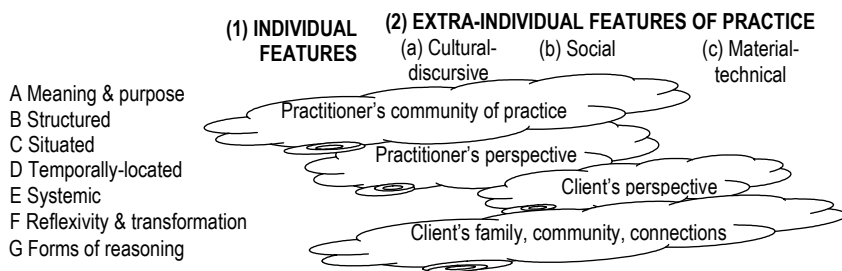 (1) INDIVIDUAL FEATURES
(2) EXTRA-INDIVIDUAL FEATURES OF PRACTICE
(a) Cultural-
discursive
(b) Social
(c) Material-
technical
A Meaning & purpose
B Structured
C Situated
D Temporally-located
E Systemic
F Reflexivity & transformation
G Forms of reasoning
Practitioner's community of practice
Practitioner's perspective
Client's perspective
Client's family, community, connections